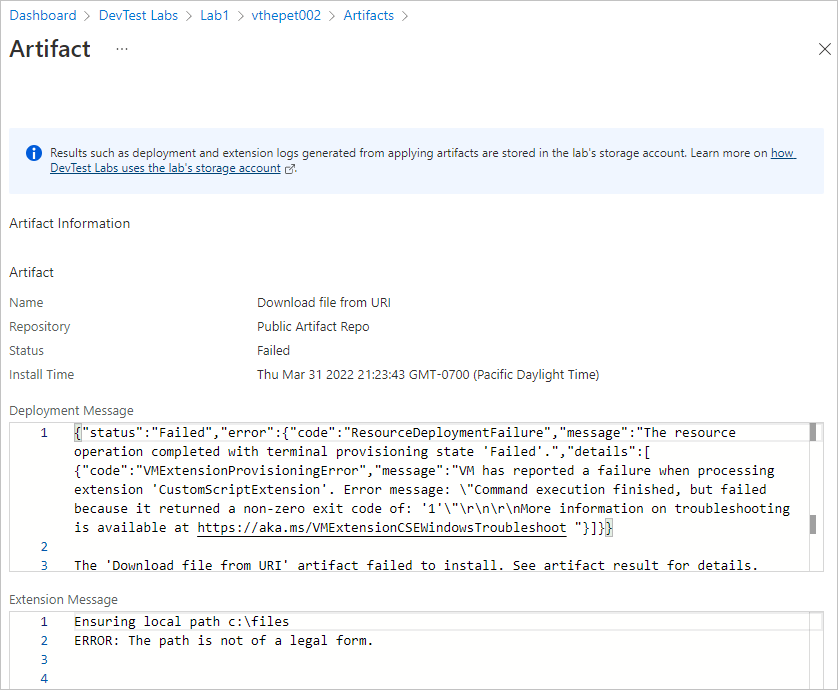 Dashboard > DevTest Labs > Lab1 > vthepet002 > Artifacts >
Artifact ...
Results such as deployment and extension logs generated from applying artifacts are stored in the lab's storage account. Learn more on how
DevTest Labs uses the lab's storage account.
Artifact Information
Artifact
Name Download file from URI
Repository Public Artifact Repo
Status Failed
Install Time Thu Mar 31 2022 21:23:43 GMT-0700 (Pacific Daylight Time)
Deployment Message
1 {"status":"Failed","error":{"code":"ResourceDeploymentFailure","message":"The resource
operation completed with terminal provisioning state 'Failed'.","details":[
{"code":"VMExtensionProvisioningError","message":"VM has reported a failure when processing
extension 'CustomScriptExtension'. Error message: \"Command execution finished, but failed
because it returned a non-zero exit code of: '1'\"\r\n\r\nMore information on troubleshooting
is available at https://aka.ms/VMExtensionCSEWindowsTroubleshoot "}]}}
2
3 The 'Download file from URI' artifact failed to install. See artifact result for details.
Extension Message
1 Ensuring local path c:\files
2 ERROR: The path is not of a legal form.
3
4